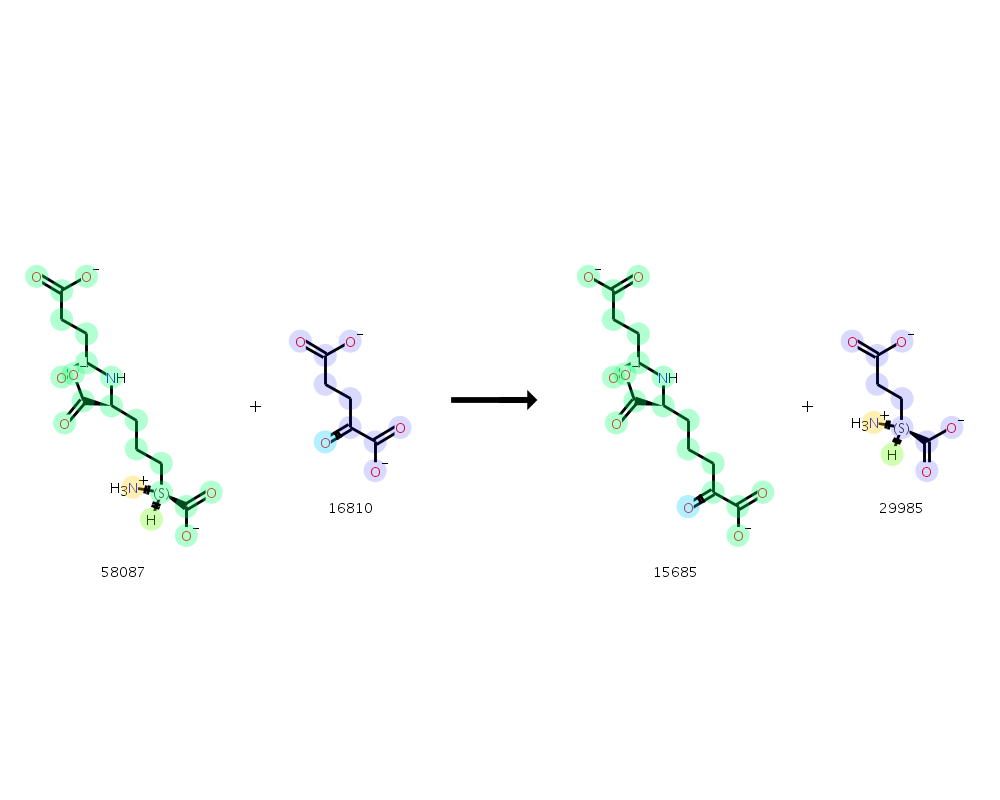 O O⁻ O⁻ O
O O⁻ O O⁻
O O⁻ NH O O⁻ NH
O O
+ O O + H₃N⁺ (S) O⁻
O⁻ H O
H₃N⁺ (S) O O O
H O⁻ O⁻
16810 29985
58087 15685